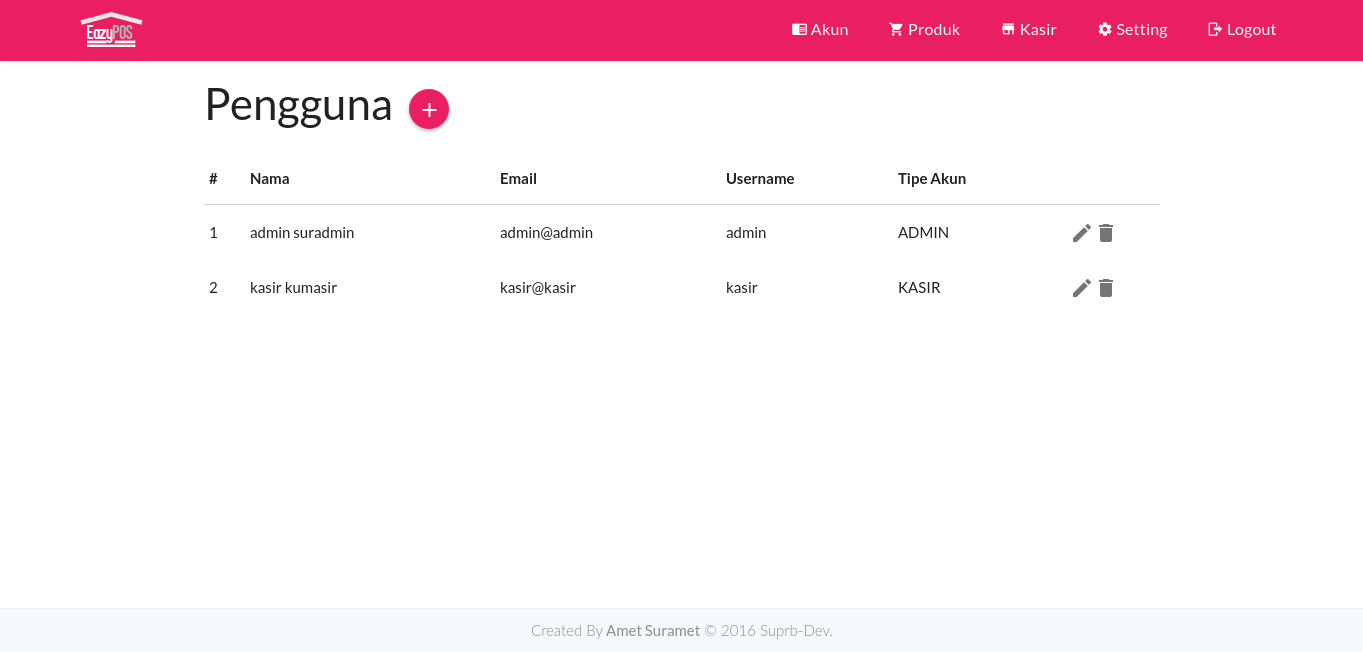 EazyPOS
Akun Produk Kasir Setting Logout
Pengguna +
# Nama Email Username Tipe Akun
1 admin suradmin admin@admin admin ADMIN
2 kasir kumasir kasir@kasir kasir KASIR
Created By Amet Suramet © 2016 Suprb-Dev.